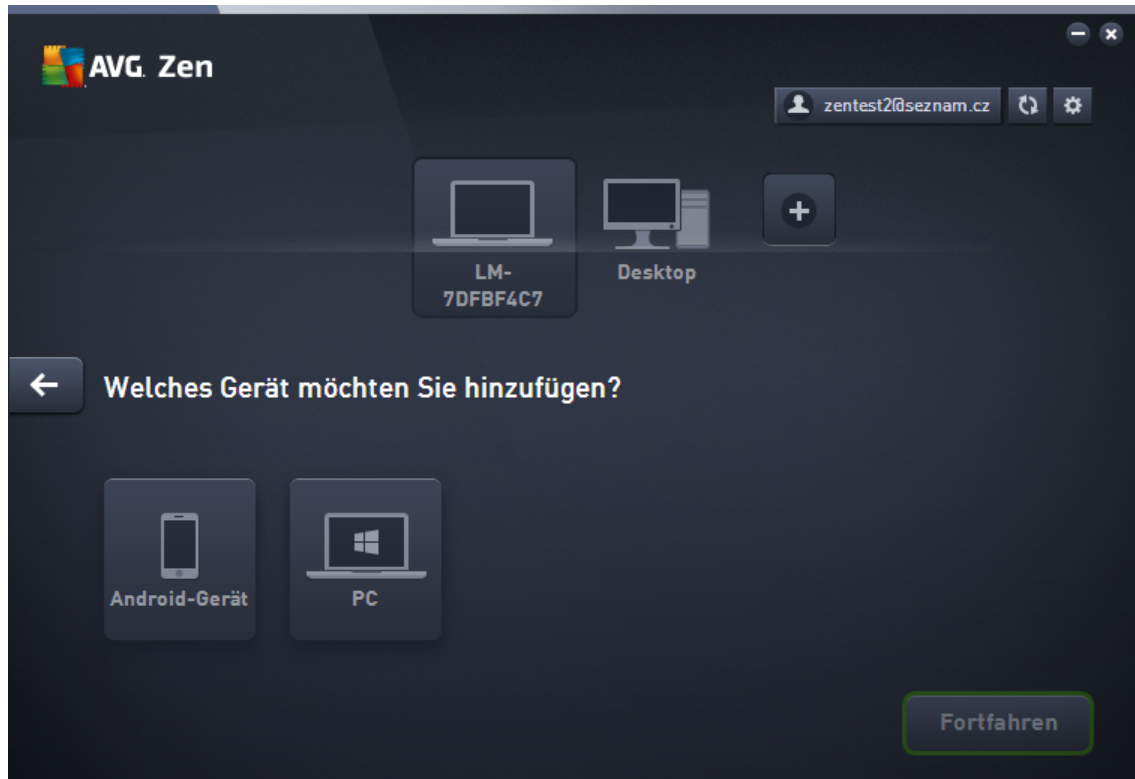 AVG. Zen
zentest2@seznam.cz
LM-
7DFBF4C7
Desktop
Welches Gerät möchten Sie hinzufügen?
Android-Gerät
PC
Fortfahren